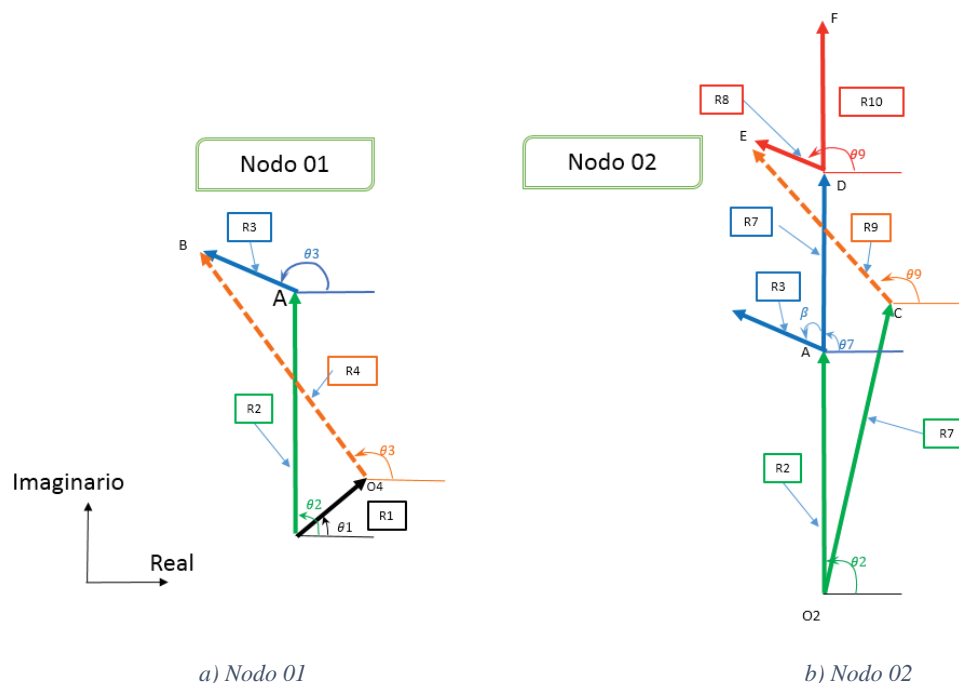 Nodo 01
B
R3
θ3
A
R4
R2
θ3
O4
θ2
R1
θ1
Imaginario
Real
a) Nodo 01
F
R8
R10
E
θ9
Nodo 02
D
R7
R9
R3
θ9
β
C
A
θ7
R7
R2
θ2
O2
b) Nodo 02